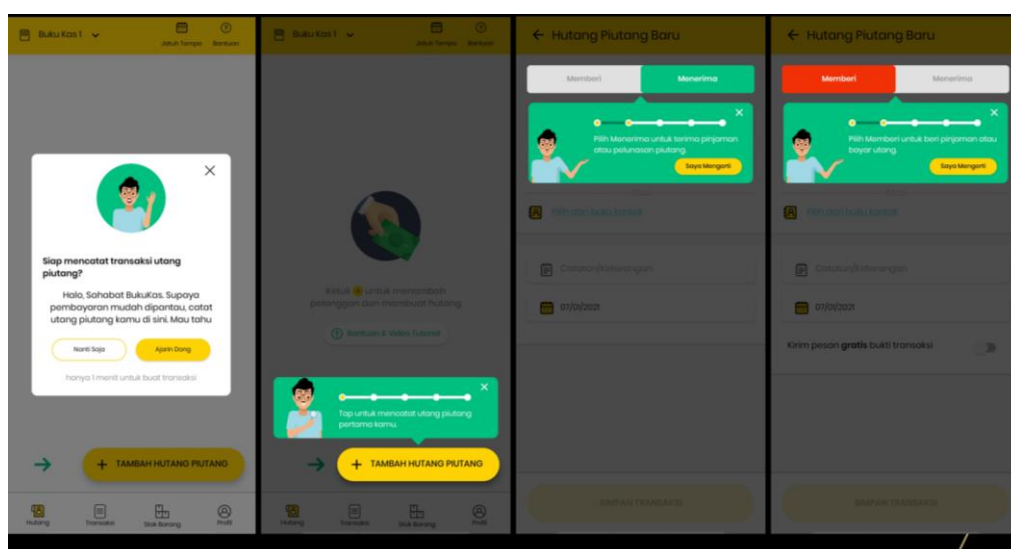 Buku Kas 1
Jatuh Tempo
Bantuan
Siap mencatat transaksi utang
piutang?
Halo, Sahabat BukuKas. Supaya
pembayaran mudah dipantau, catat
utang piutang kamu di sini. Mau tahu
Nanti Saja
Ajarin Dong
hanya 1 menit untuk buat transaksi
+ TAMBAH HUTANG PIUTANG
Hutang
Transaksi
Stok Barang
Profil
Buku Kas 1
Jatuh Tempo
Bantuan
Ketuk + untuk menambah
pelanggan dan membuat hutang
Bantuan & Video Tutorial
Tap untuk mencatat utang piutang
pertama kamu.
+ TAMBAH HUTANG PIUTANG
Hutang
Transaksi
Stok Barang
Profil
Hutang Piutang Baru
Memberi
Menerima
Pilih Menerima untuk terima pinjaman
atau pelunasan piutang.
Saya Mengerti
Pilih dari buku kontak
Catatan/Keterangan
07/01/2021
SIMPAN TRANSAKSI
Hutang Piutang Baru
Memberi
Menerima
Pilih Memberi untuk beri pinjaman atau
bayar utang.
Saya Mengerti
Pilih dari buku kontak
Catatan/Keterangan
07/01/2021
Kirim pesan gratis bukti transaksi
SIMPAN TRANSAKSI